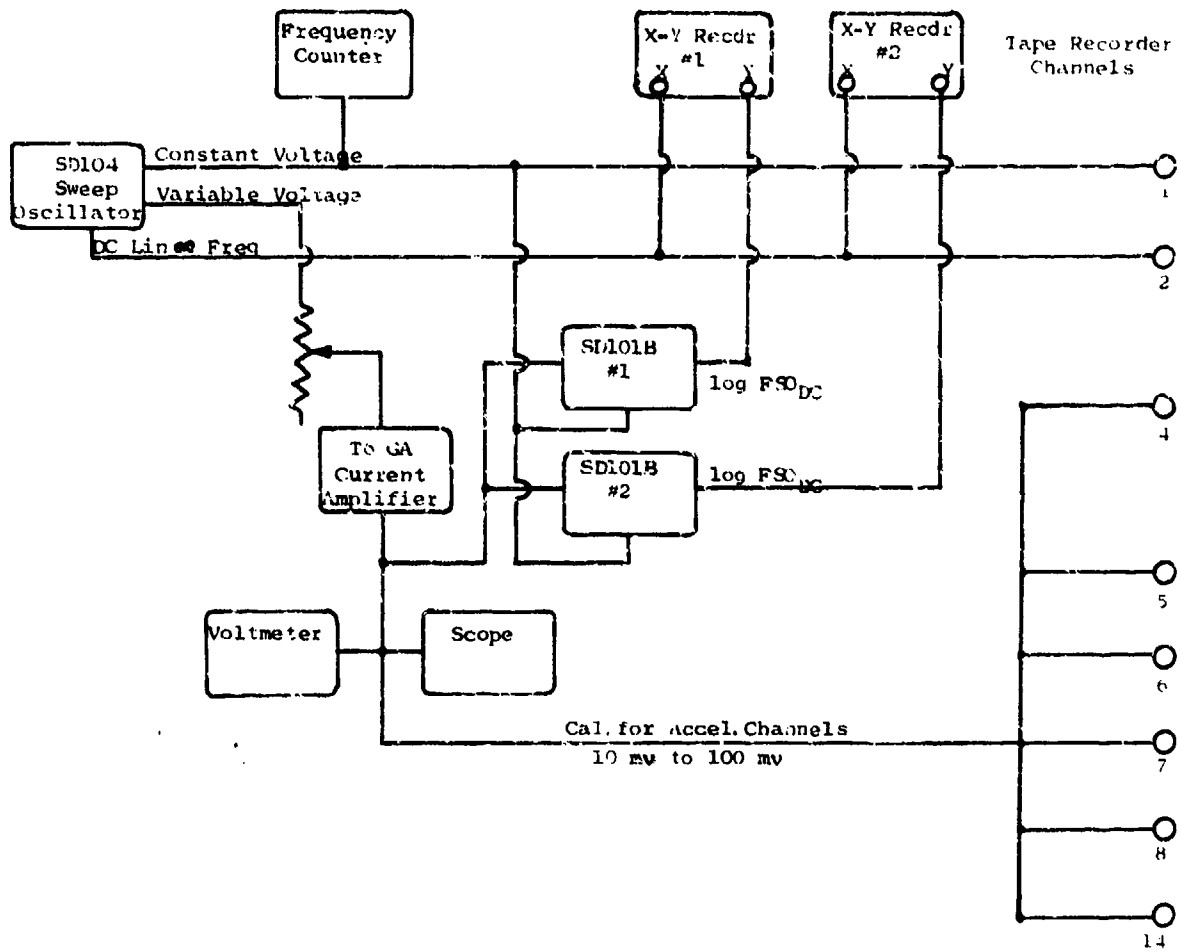 Frequency
Counter
X-Y Recdr
#1
X Y
X-Y Recdr
#2
X Y
Tape Recorder
Channels
SD104
Sweep
Oscillator
Constant Voltage
Variable Voltage
DC Lin Freq
1
2
SD101B
#1
log FSO DC
4
To GA
Current
Amplifier
SD101B
#2
log FSO DC
5
Voltmeter
Scope
6
Cal. for Accel. Channels
10 mv to 100 mv
7
8
14